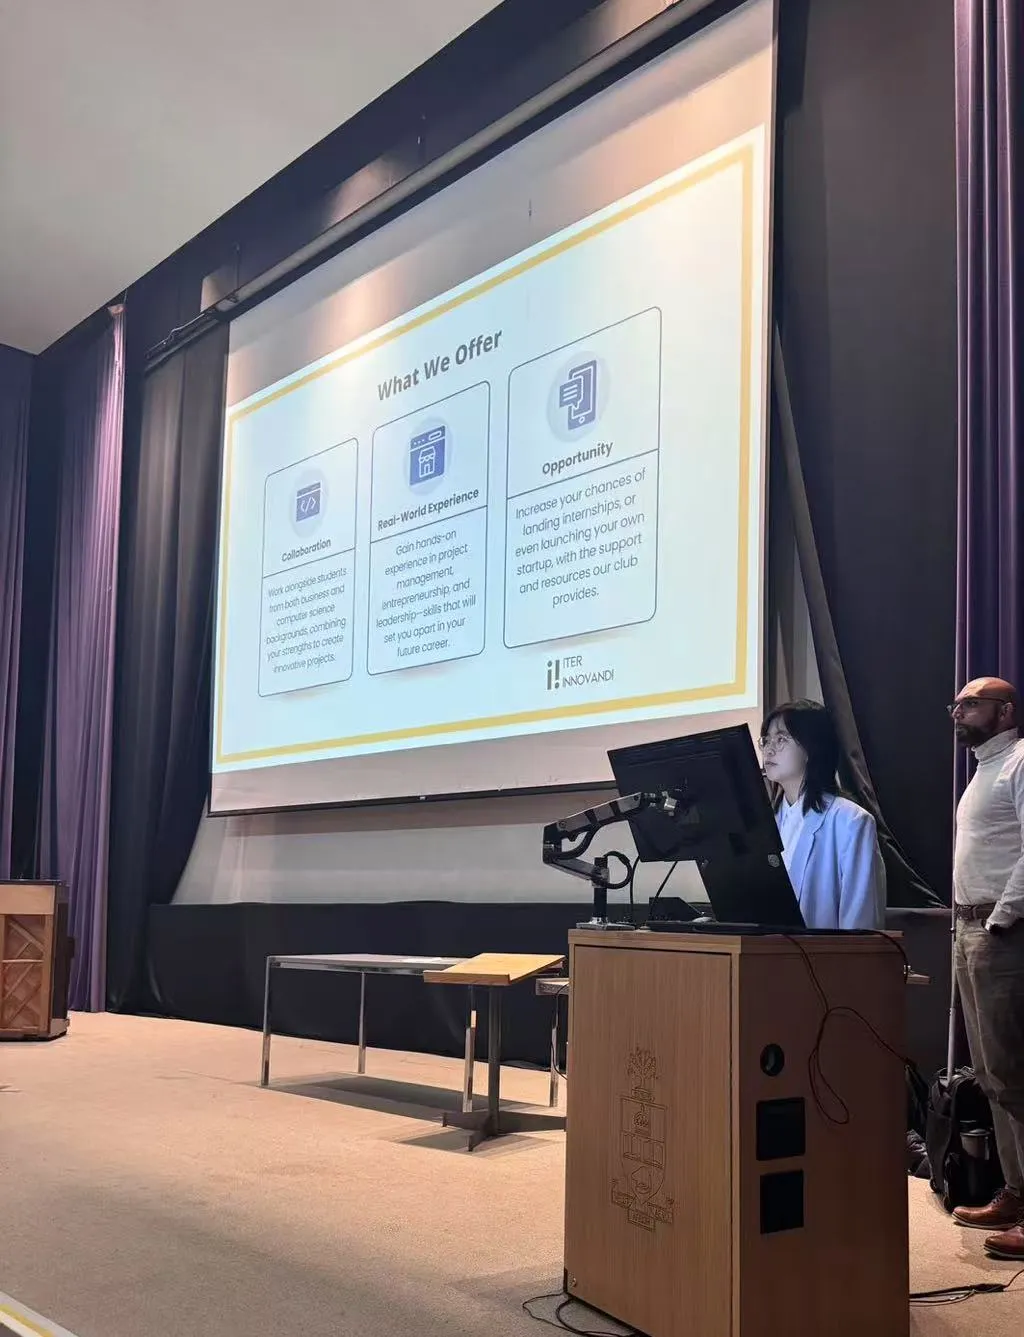 What We Offer
Collaboration
Work alongside students
from both business and
computer science
backgrounds, combining
your strengths to create
innovative projects.
Real-World Experience
Gain hands-on
experience in project
management,
entrepreneurship, and
leadership—skills that will
set you apart in your
future career.
Opportunity
Increase your chances of
landing internships, or
even launching your own
startup, with the support
and resources our club
provides.
i! ITER
INNOVANDI